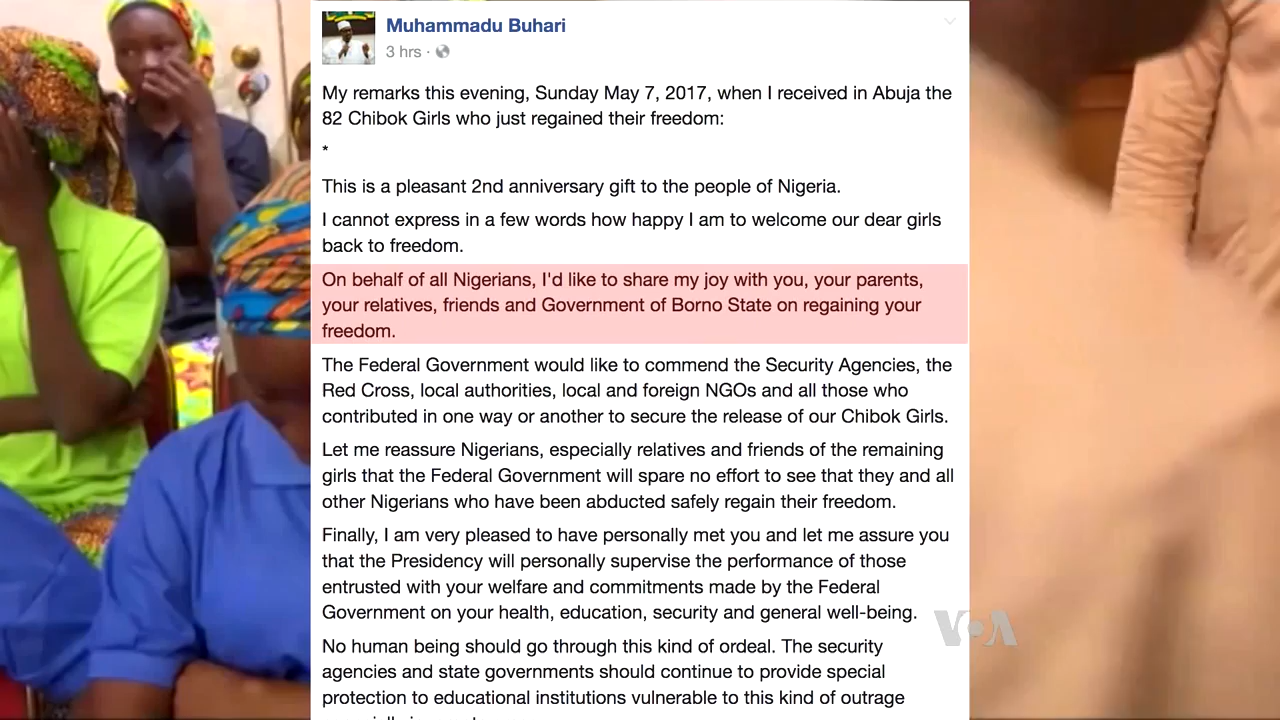 Muhammadu Buhari
3 hrs ·
My remarks this evening, Sunday May 7, 2017, when I received in Abuja the
82 Chibok Girls who just regained their freedom:
*
This is a pleasant 2nd anniversary gift to the people of Nigeria.
I cannot express in a few words how happy I am to welcome our dear girls
back to freedom.
On behalf of all Nigerians, I'd like to share my joy with you, your parents,
your relatives, friends and Government of Borno State on regaining your
freedom.
The Federal Government would like to commend the Security Agencies, the
Red Cross, local authorities, local and foreign NGOs and all those who
contributed in one way or another to secure the release of our Chibok Girls.
Let me reassure Nigerians, especially relatives and friends of the remaining
girls that the Federal Government will spare no effort to see that they and all
other Nigerians who have been abducted safely regain their freedom.
Finally, I am very pleased to have personally met you and let me assure you
that the Presidency will personally supervise the performance of those
entrusted with your welfare and commitments made by the Federal
Government on your health, education, security and general well-being.
VOA
No human being should go through this kind of ordeal. The security
agencies and state governments should continue to provide special
protection to educational institutions vulnerable to this kind of outrage